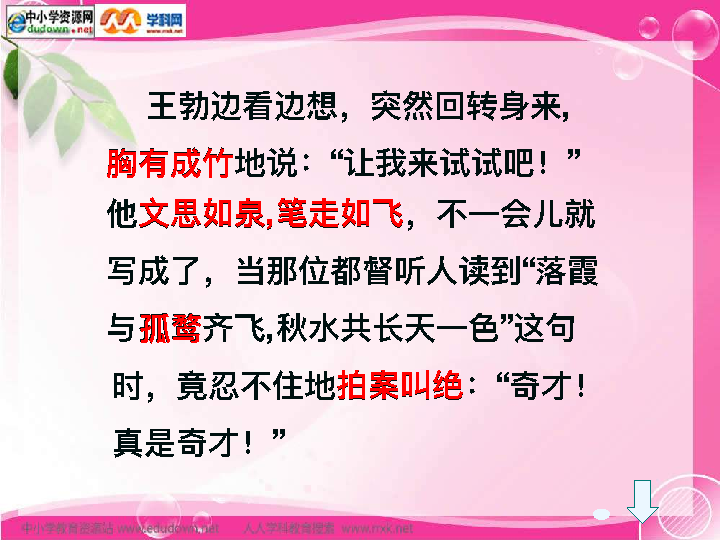 中小学资源网
dudown.net
学科网
王勃边看边想，突然回转身来,
胸有成竹地说：“让我来试试吧！”
他文思如泉,笔走如飞，不一会儿就
写成了，当那位都督听人读到“落霞
与孤鹜齐飞,秋水共长天一色”这句
时，竟忍不住地拍案叫绝：“奇才！
真是奇才！”
中小学教育资源站 www.edudown.net 人人学科教育搜索 www.rrxk.net